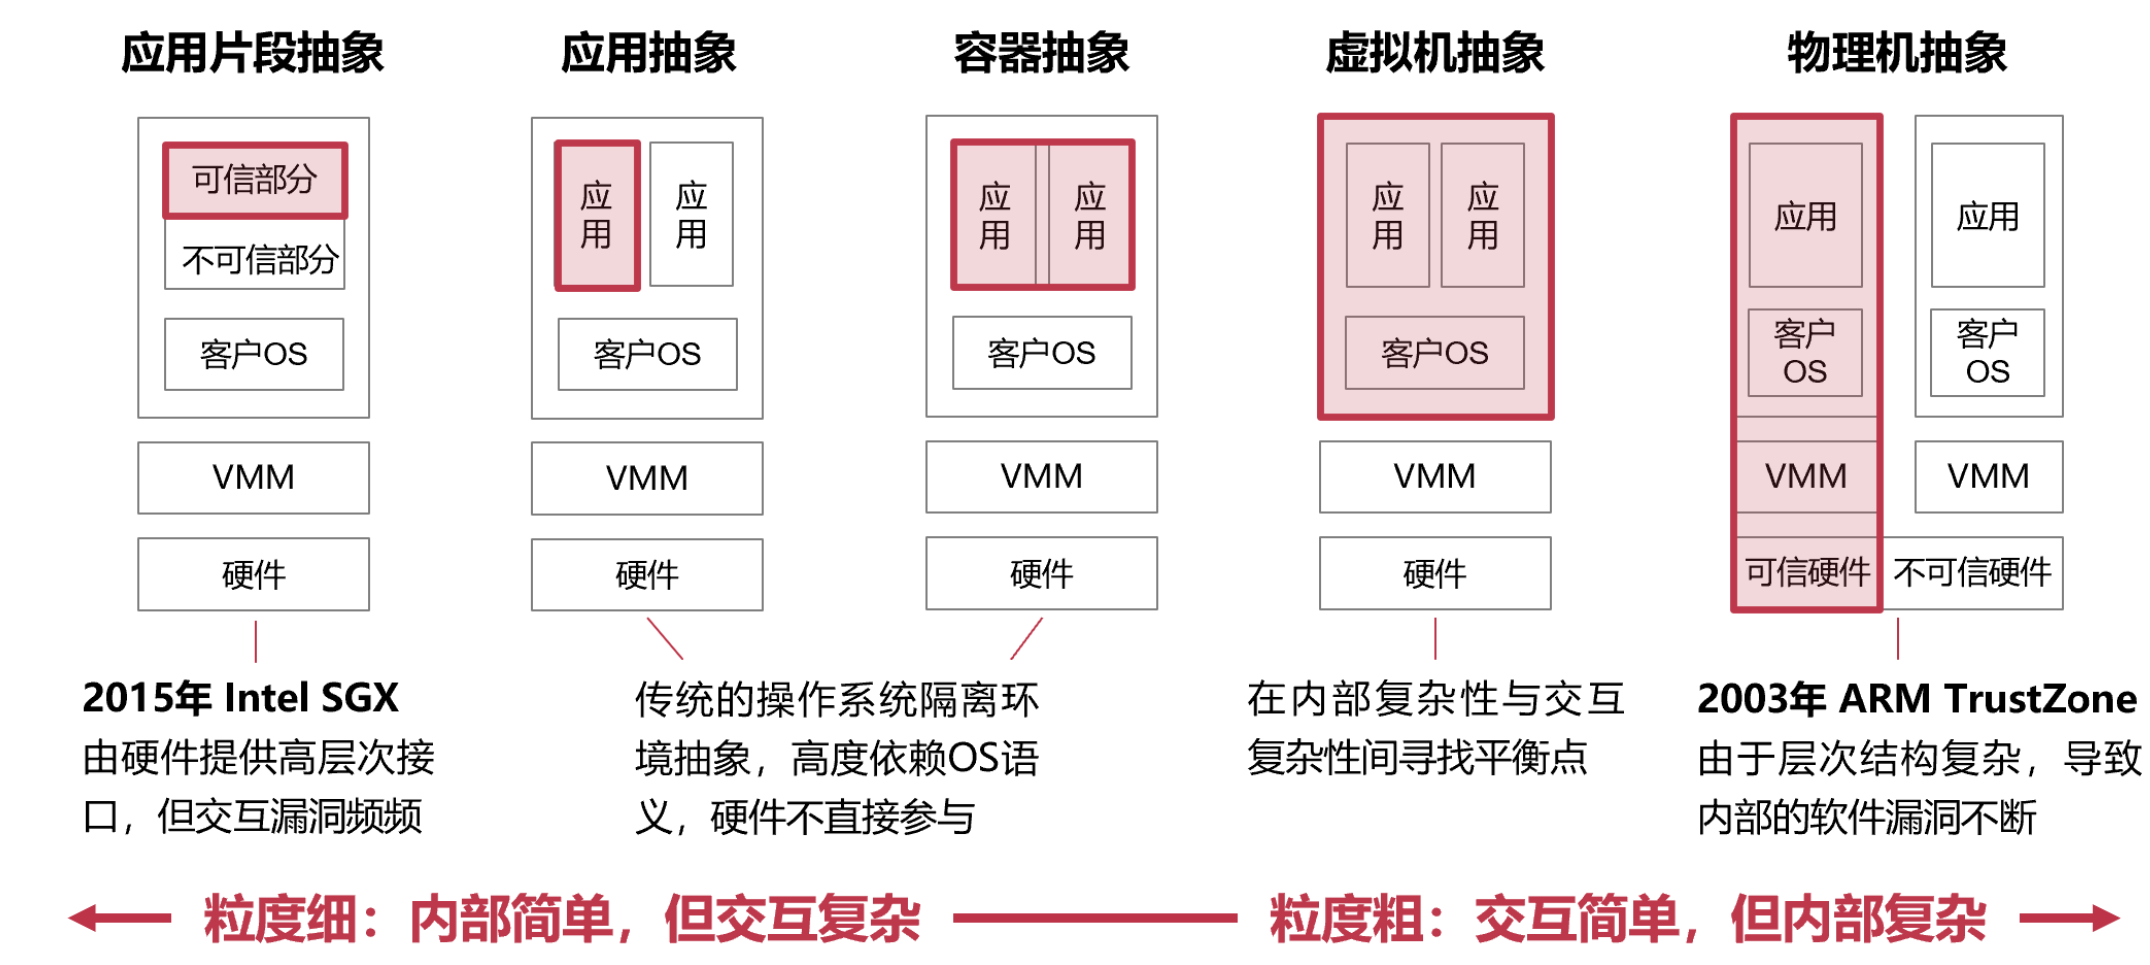 应用片段抽象
可信部分
不可信部分
客户OS
VMM
硬件
2015年 Intel SGX
由硬件提供高层次接
口，但交互漏洞频频
应用抽象
应
用
应
用
客户OS
VMM
硬件
容器抽象
应
用
应
用
客户OS
VMM
硬件
传统的操作系统隔离环
境抽象，高度依赖OS语
义，硬件不直接参与
虚拟机抽象
应
用
应
用
客户OS
VMM
硬件
在内部复杂性与交互
复杂性间寻找平衡点
物理机抽象
应用
客户
OS
VMM
可信硬件
应用
客户
OS
VMM
不可信硬件
2003年 ARM TrustZone
由于层次结构复杂，导致
内部的软件漏洞不断
粒度细：内部简单，但交互复杂
粒度粗：交互简单，但内部复杂